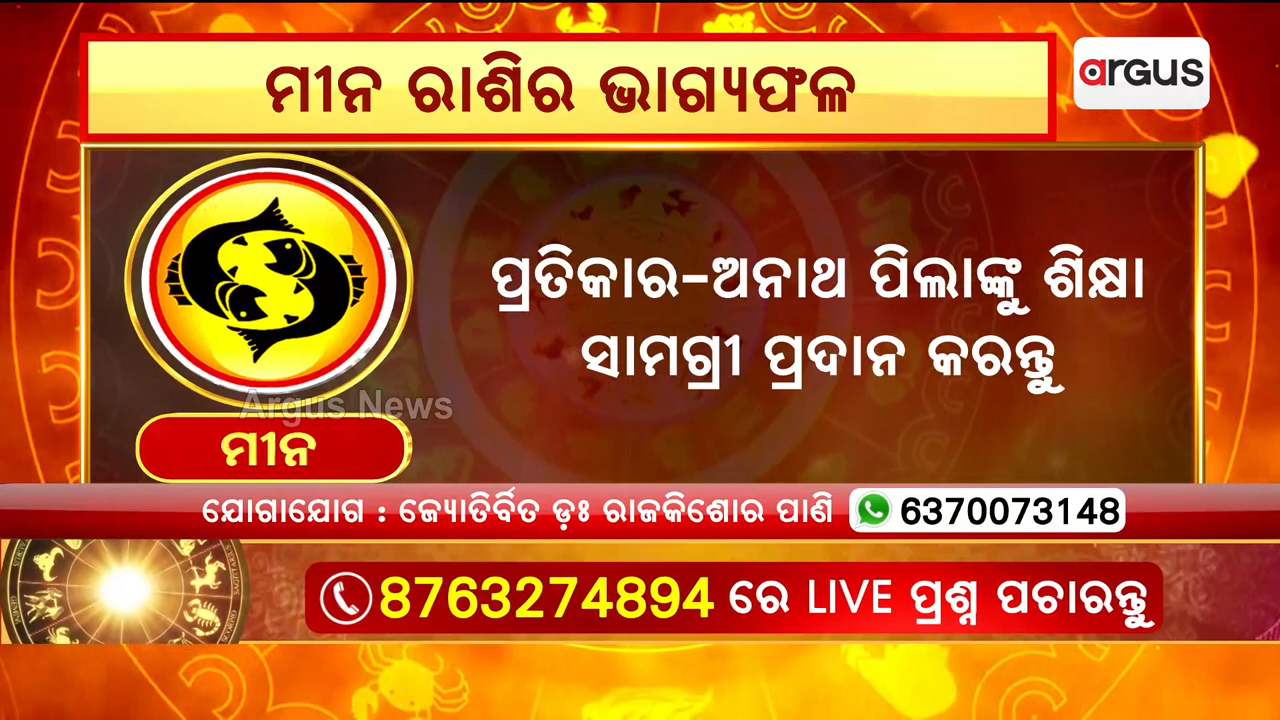 ମୀନ ରାଶିର ଭାଗ୍ୟଫଳ
argus
ପ୍ରତିକାର-ଅନାଥ ପିଲାଙ୍କୁ ଶିକ୍ଷା
ସାମଗ୍ରୀ ପ୍ରଦାନ କରନ୍ତୁ
Argus News
ମୀନ
ଯୋଗାଯୋଗ : ଜ୍ୟୋତିର୍ବିତ ଡ଼ଃ ରାଜକିଶୋର ପାଣି 6370073148
8763274894 ରେ LIVE ପ୍ରଶ୍ନ ପଚାରନ୍ତୁ